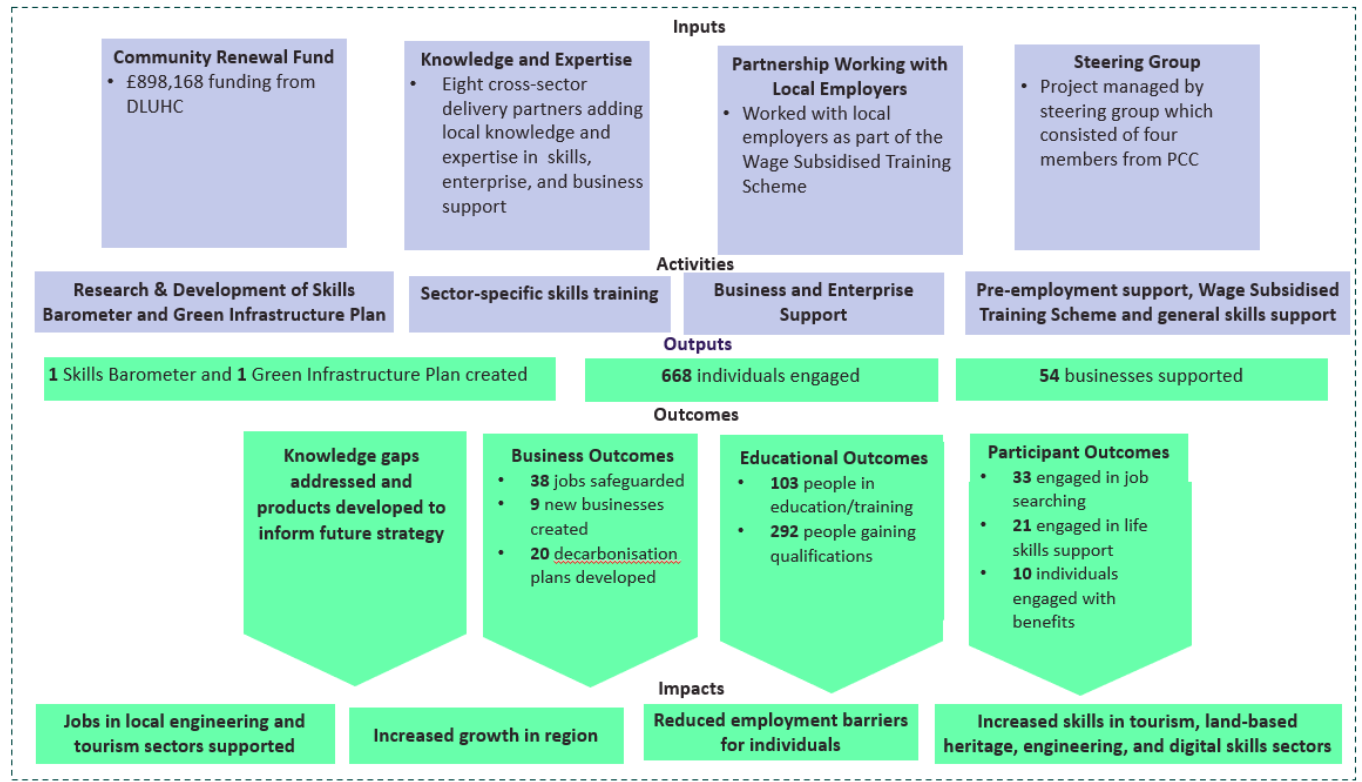 Inputs
Community Renewal Fund
• £898,168 funding from
DLUHC
Knowledge and Expertise
• Eight cross-sector
delivery partners adding
local knowledge and
expertise in skills,
enterprise, and business
support
Partnership Working with
Local Employers
• Worked with local
employers as part of the
Wage Subsidised Training
Scheme
Steering Group
• Project managed by
steering group which
consisted of four
members from PCC
Activities
Research & Development of Skills
Barometer and Green Infrastructure Plan
Sector-specific skills training
Business and Enterprise
Support
Pre-employment support, Wage Subsidised
Training Scheme and general skills support
Outputs
1 Skills Barometer and 1 Green Infrastructure Plan created
668 individuals engaged
54 businesses supported
Outcomes
Knowledge gaps
addressed and
products developed to
inform future strategy
Business Outcomes
• 38 jobs safeguarded
• 9 new businesses
created
• 20 decarbonisation
plans developed
Educational Outcomes
• 103 people in
education/training
• 292 people gaining
qualifications
Participant Outcomes
• 33 engaged in job
searching
• 21 engaged in life
skills support
• 10 individuals
engaged with
benefits
Impacts
Jobs in local engineering and
tourism sectors supported
Increased growth in region
Reduced employment barriers
for individuals
Increased skills in tourism, land-based
heritage, engineering, and digital skills sectors